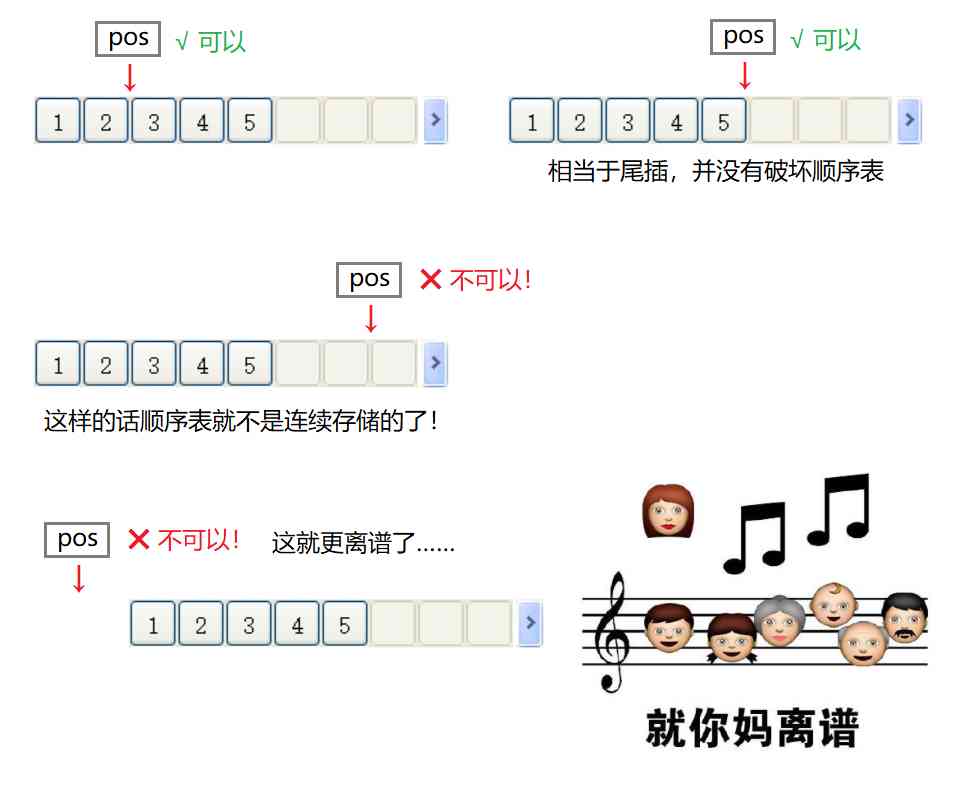 pos √ 可以
pos √ 可以
1 2 3 4 5
1 2 3 4 5
相当于尾插，并没有破坏顺序表
pos ❌ 不可以！
1 2 3 4 5
这样的话顺序表就不是连续存储的了！
pos ❌ 不可以！ 这就更离谱了……
1 2 3 4 5
就你妈离谱